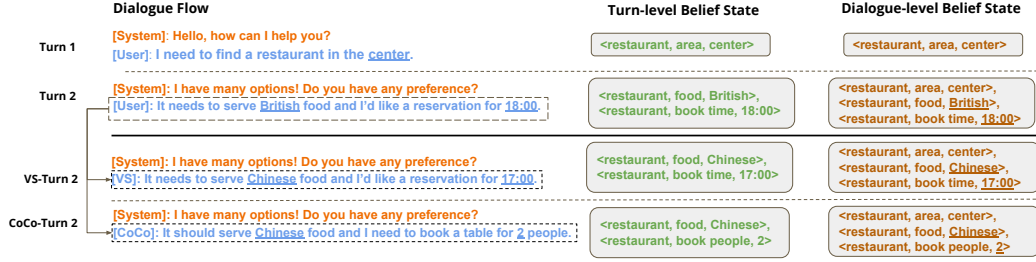 Dialogue Flow
Turn-level Belief State
Dialogue-level Belief State
Turn 1
[System]: Hello, how can I help you?
[User]: I need to find a restaurant in the center.
<restaurant, area, center>
<restaurant, area, center>
Turn 2
[System]: I have many options! Do you have any preference?
[User]: It needs to serve British food and I'd like a reservation for 18:00.
<restaurant, food, British>,
<restaurant, book time, 18:00>
<restaurant, area, center>,
<restaurant, food, British>,
<restaurant, book time, 18:00>
VS-Turn 2
[System]: I have many options! Do you have any preference?
[VS]: It needs to serve Chinese food and I'd like a reservation for 17:00.
<restaurant, food, Chinese>,
<restaurant, book time, 17:00>
<restaurant, area, center>,
<restaurant, food, Chinese>,
<restaurant, book time, 17:00>
CoCo-Turn 2
[System]: I have many options! Do you have any preference?
[CoCo]: It should serve Chinese food and I need to book a table for 2 people.
<restaurant, food, Chinese>,
<restaurant, book people, 2>
<restaurant, area, center>,
<restaurant, food, Chinese>,
<restaurant, book people, 2>